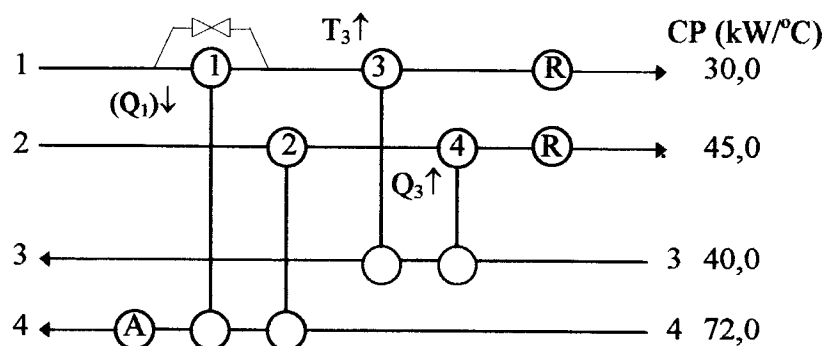 T₃↑ CP (kW/°C)
1 1 3 R 30,0
(Q₁)↓
2 2 4 R 45,0
Q₃↑
3 3 40,0
4 A 4 72,0